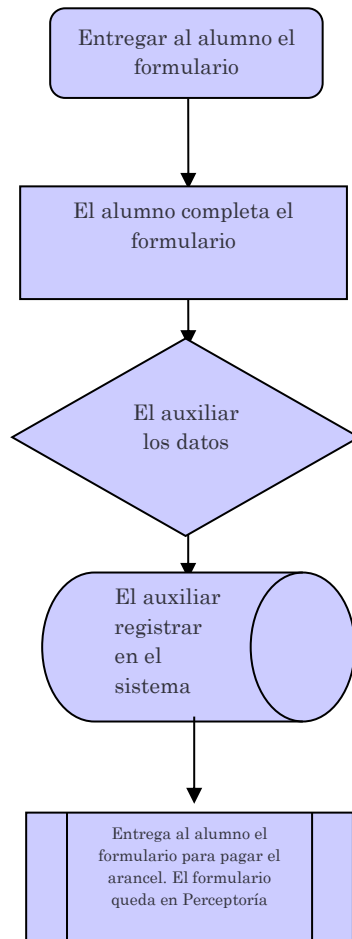 Entregar al alumno el
formulario
El alumno completa el
formulario
El auxiliar
los datos
El auxiliar
registrar
en el
sistema
Entrega al alumno el
formulario para pagar el
arancel. El formulario
queda en Perceptoría